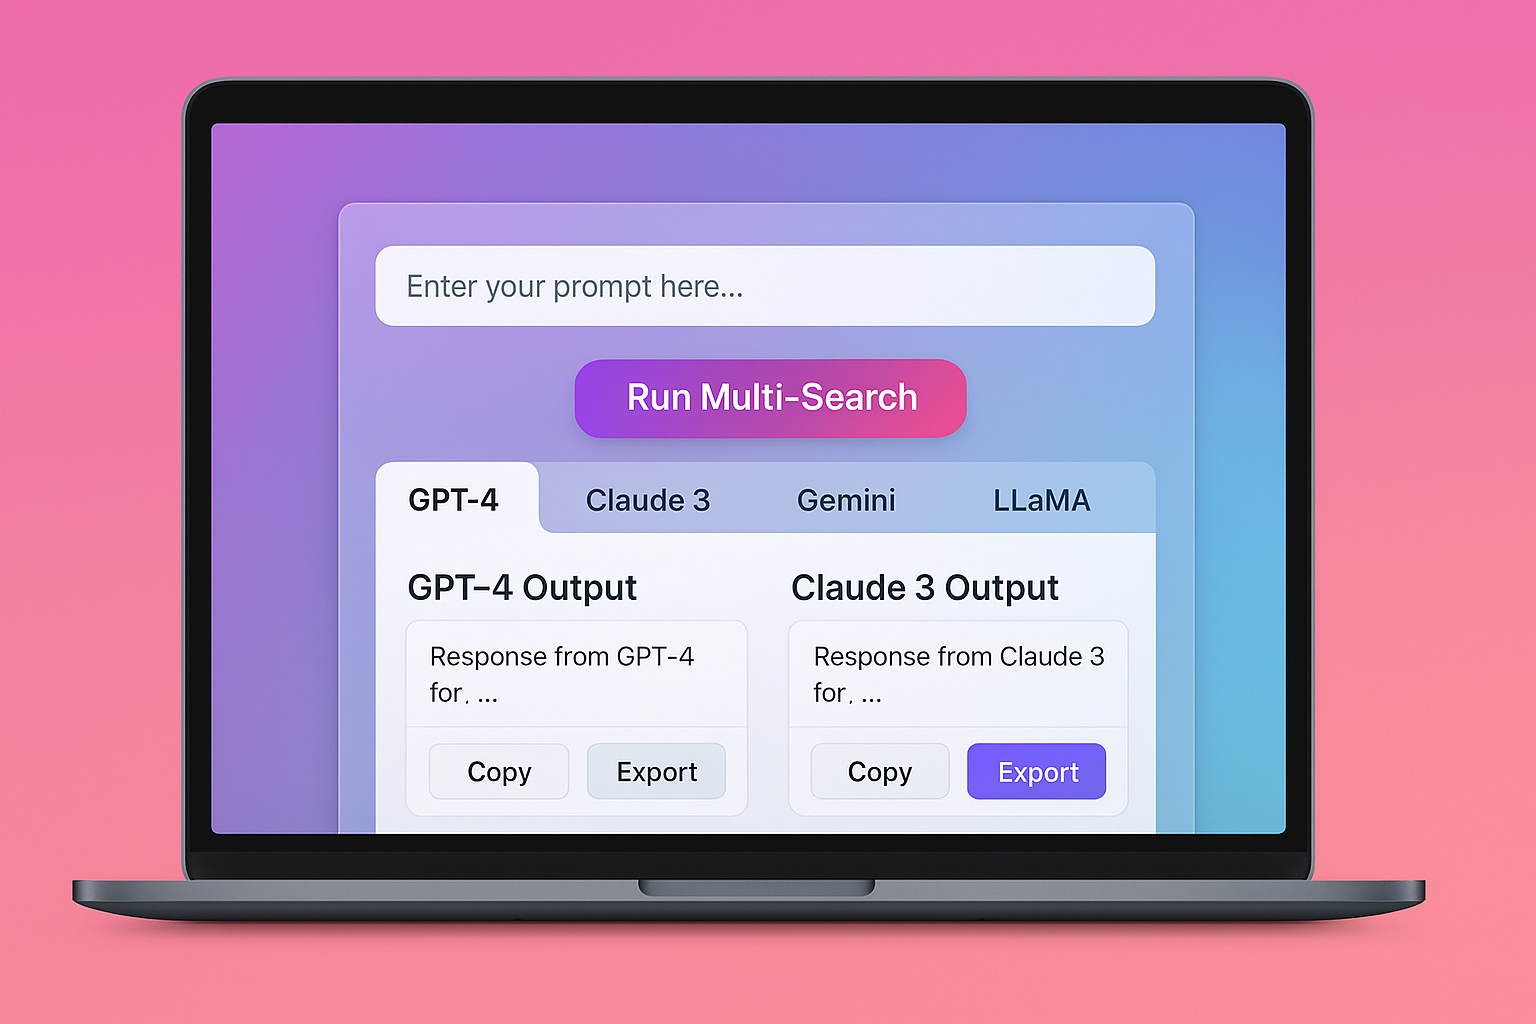 Enter your prompt here...
Run Multi-Search
GPT-4 Claude 3 Gemini LLaMA
GPT–4 Output
Claude 3 Output
Response from GPT-4
for, ...
Response from Claude 3
for, ...
Copy Export
Copy Export